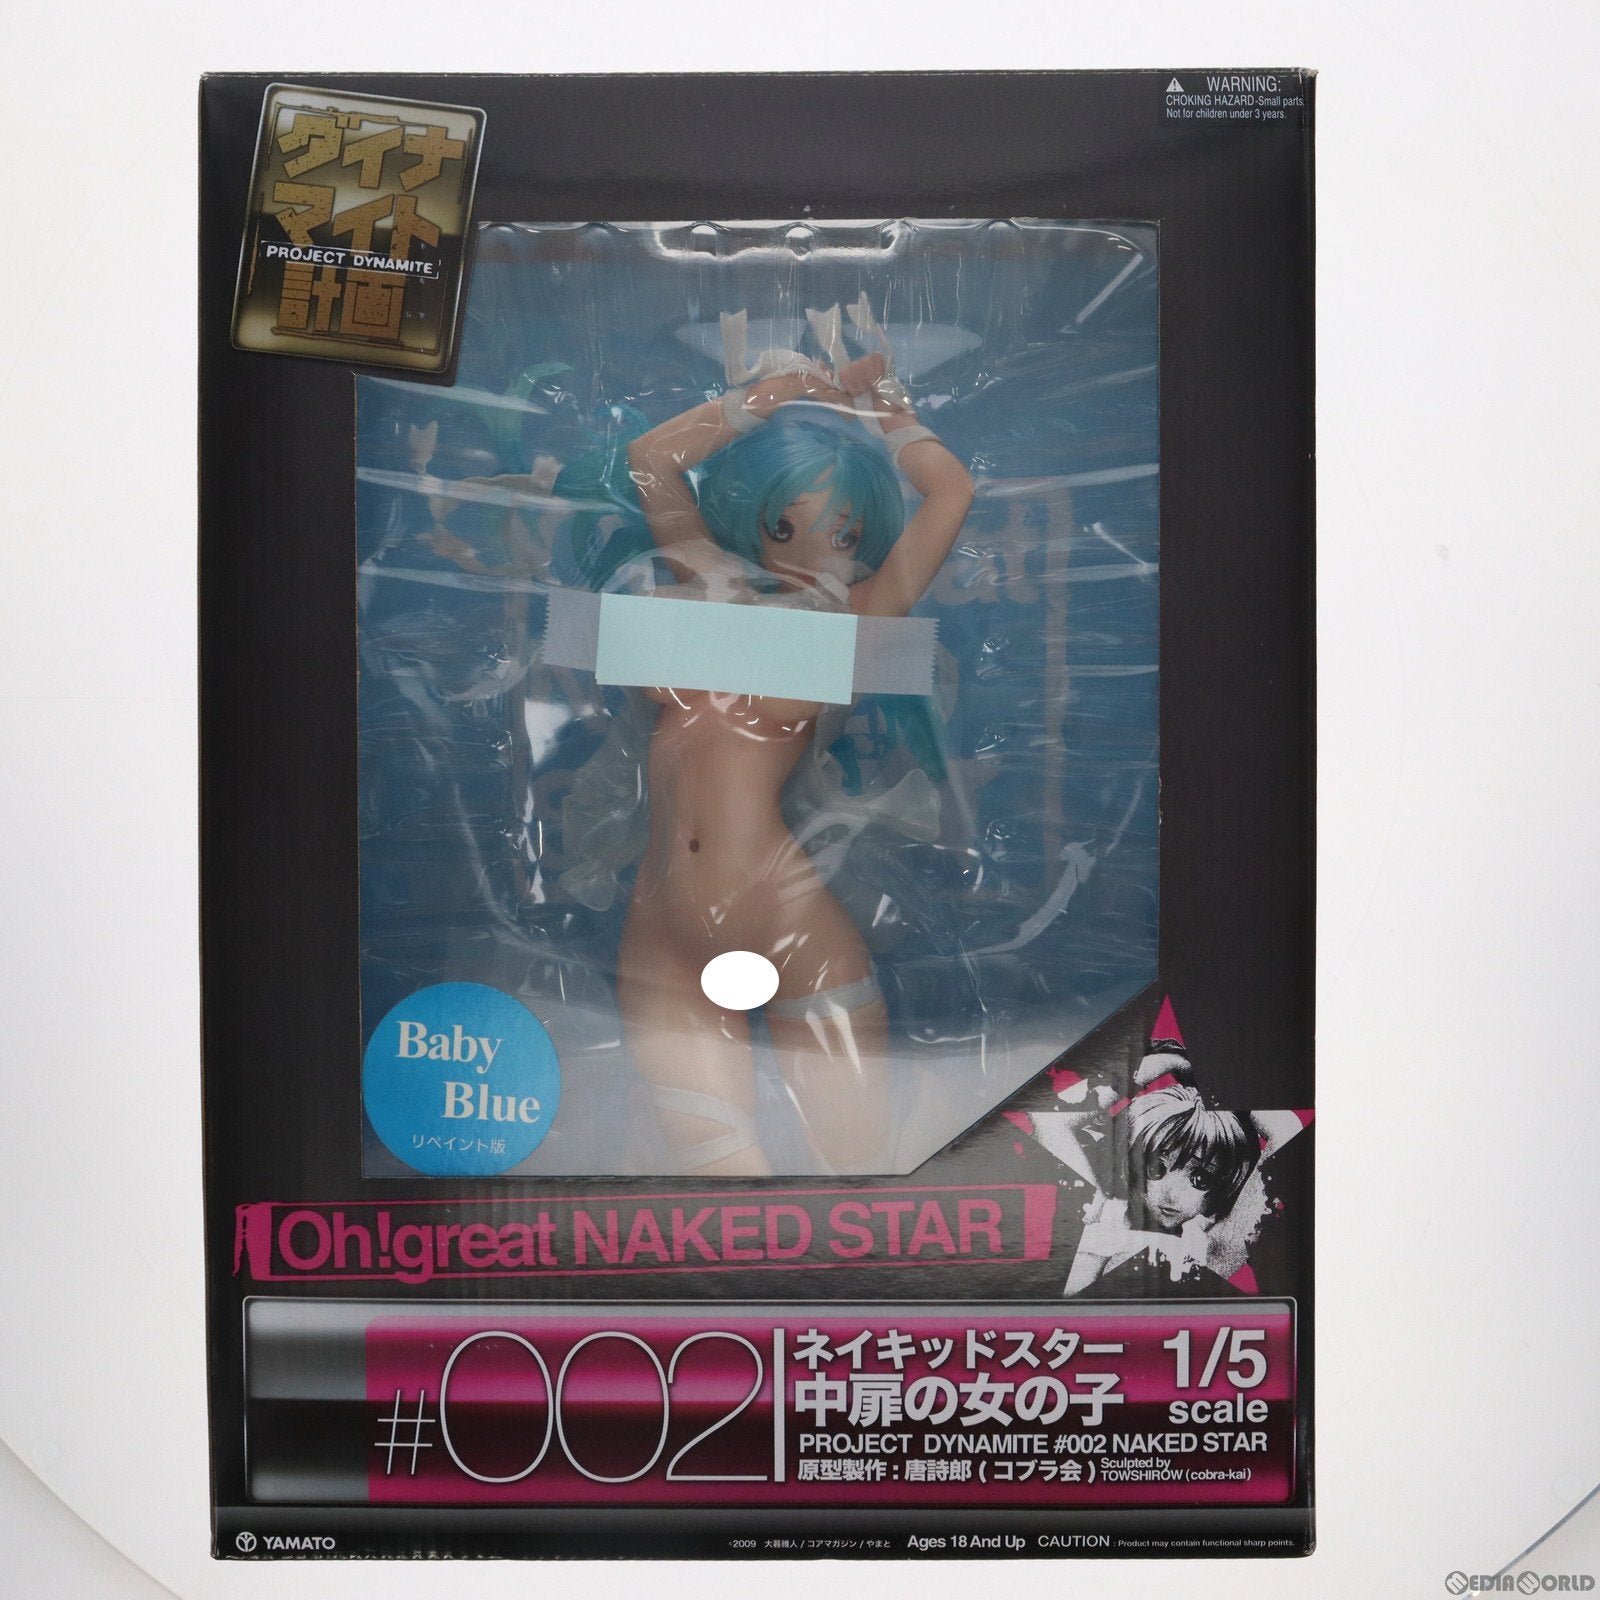 WARNING:
CHOKING HAZARD-Small parts.
Not for children under 3 years.
ダイナ
マイト
PROJECT DYNAMITE
計画
Baby
Blue
リペイント版
Oh!great NAKED STAR
#002
ネイキッドスター
中扉の女の子
1/5
scale
PROJECT DYNAMITE #002 NAKED STAR
原型製作：唐詩郎 ( コブラ会 ) Sculpted by
TOWSHIROW (cobra-kai)
YAMATO
©2009 大暮維人 / コアマガジン / やまと
Ages 18 And Up
CAUTION : Product may contain functional sharp points.
MEDIA WORLD